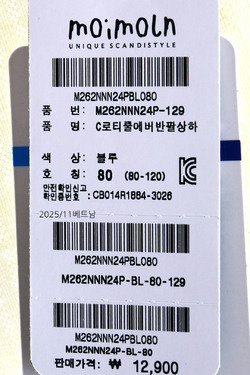 moimoln
UNIQUE SCANDISTYLE
M262NNN24PBL080
품 번: M262NNN24P-129
품 명: C로티쿨에버반팔상하
색 상: 블루
호 칭: 80 (80-120)
안전확인신고
확인증번호 : CB014R1664-3026
2025/11베트남
M262NNN24PBL080
M262NNN24P-BL-80-129
M262NNN24PBL080
M262NNN24P-BL-80
판매가격: ₩ 12,900